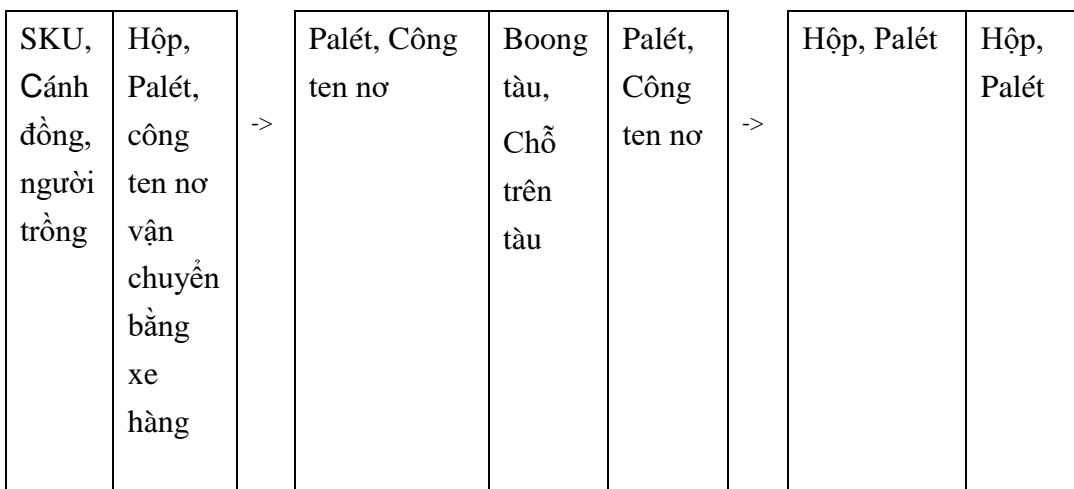 SKU,
Cánh
đồng,
người
trồng
Hộp,
Palét,
công
ten nơ
vận
chuyển
bằng
xe
hàng
->
Palét, Công
ten nơ
Boong
tàu,
Chỗ
trên
tàu
Palét,
Công
ten nơ
->
Hộp, Palét
Hộp,
Palét